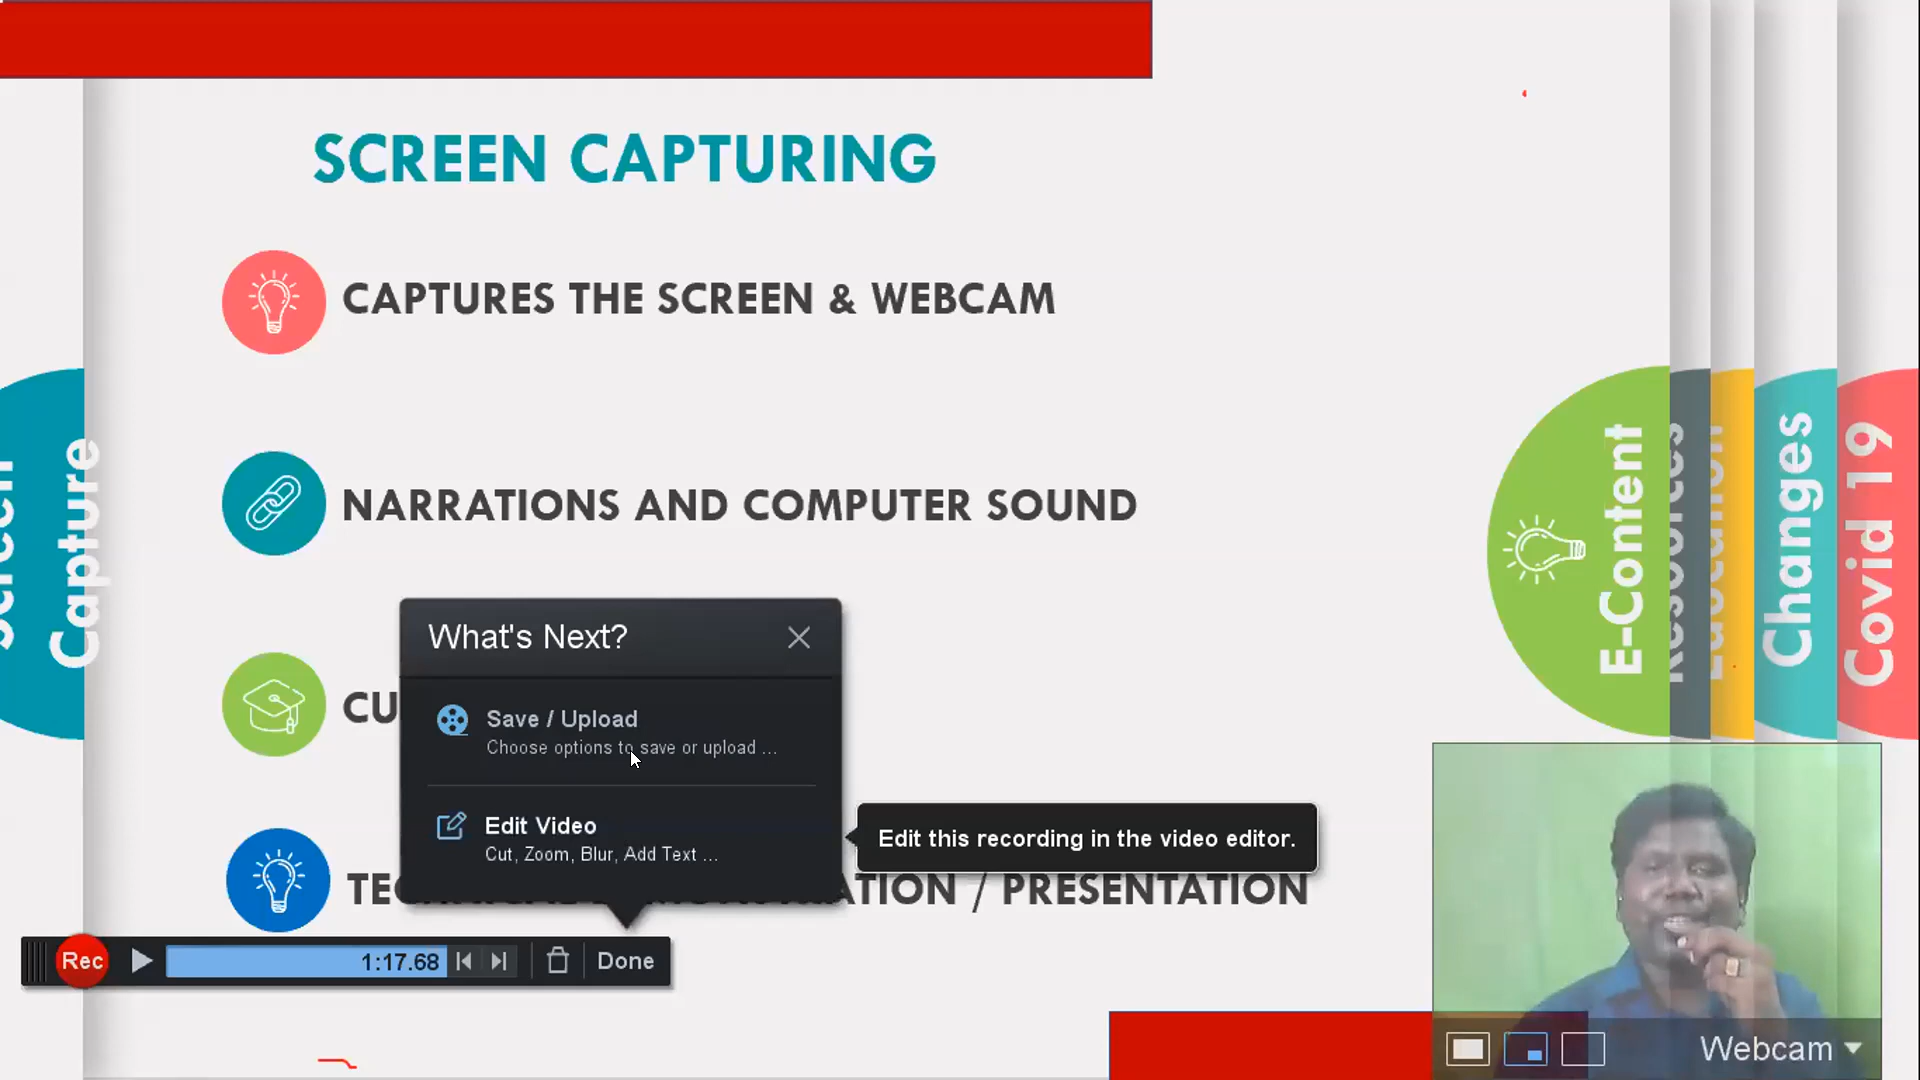 SCREEN CAPTURING
CAPTURES THE SCREEN & WEBCAM
NARRATIONS AND COMPUTER SOUND
CU
/ PRESENTATION
What's Next?
Save / Upload
Choose options to save or upload ...
Edit Video
Cut, Zoom, Blur, Add Text ...
Edit this recording in the video editor.
Rec
1:17.68
Done
Capture
E-Content
Changes
Covid 19
Webcam